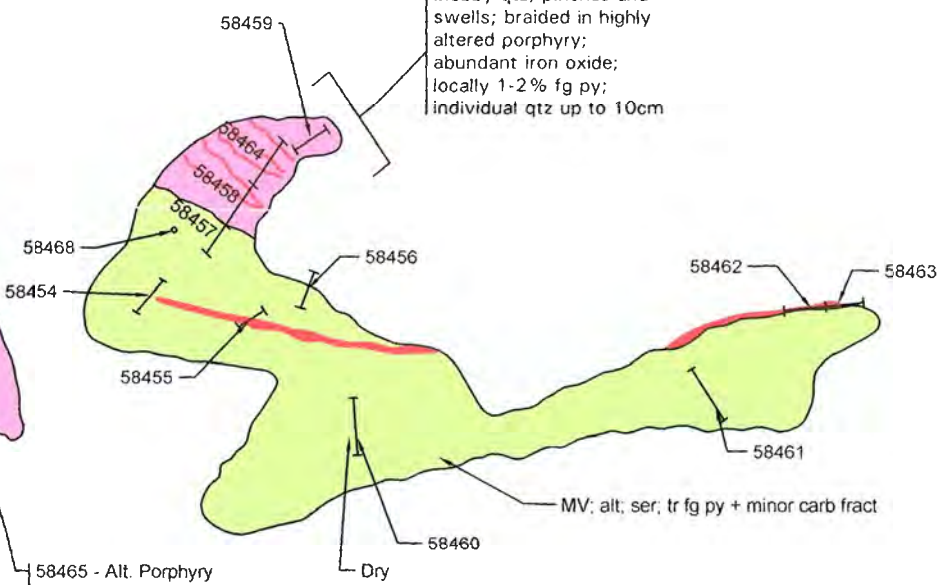 swells; braided in highly
altered porphyry;
abundant iron oxide;
locally 1-2% fg py;
individual qtz up to 10cm
58459
58464
58458
58457
58468
58456
58454
58462
58463
58455
58461
MV; alt; ser; tr fg py + minor carb fract
58460
58465 - Alt. Porphyry
Dry